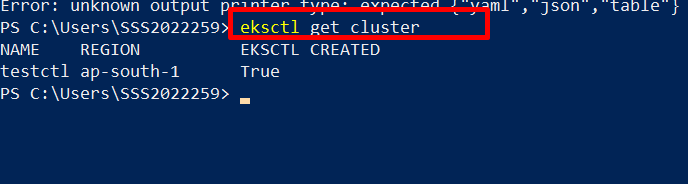 Error: unknown output printer type: expected {"yaml","json","table"}
PS C:\Users\SSS2022259> eksctl get cluster
NAME REGION EKSCTL CREATED
testctl ap-south-1 True
PS C:\Users\SSS2022259>